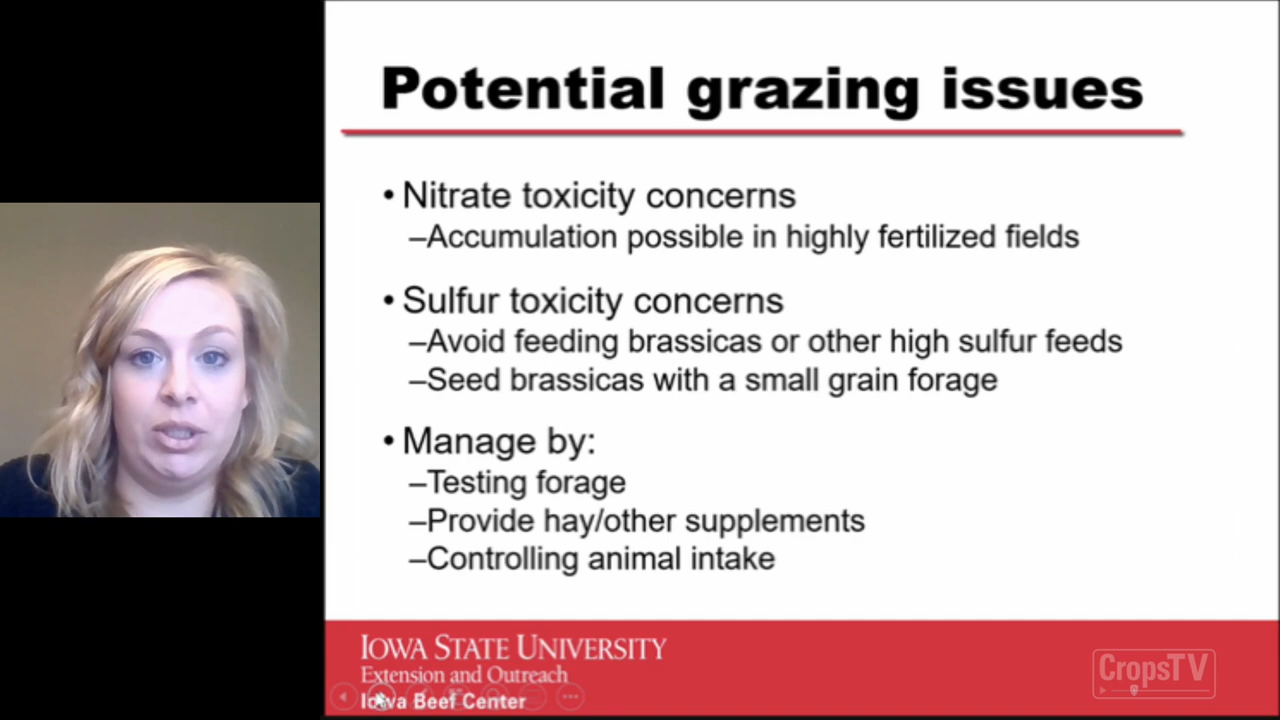 Potential grazing issues
• Nitrate toxicity concerns
–Accumulation possible in highly fertilized fields
• Sulfur toxicity concerns
–Avoid feeding brassicas or other high sulfur feeds
–Seed brassicas with a small grain forage
• Manage by:
–Testing forage
–Provide hay/other supplements
–Controlling animal intake
IOWA STATE UNIVERSITY
Extension and Outreach
Iowa Beef Center
CropsTV